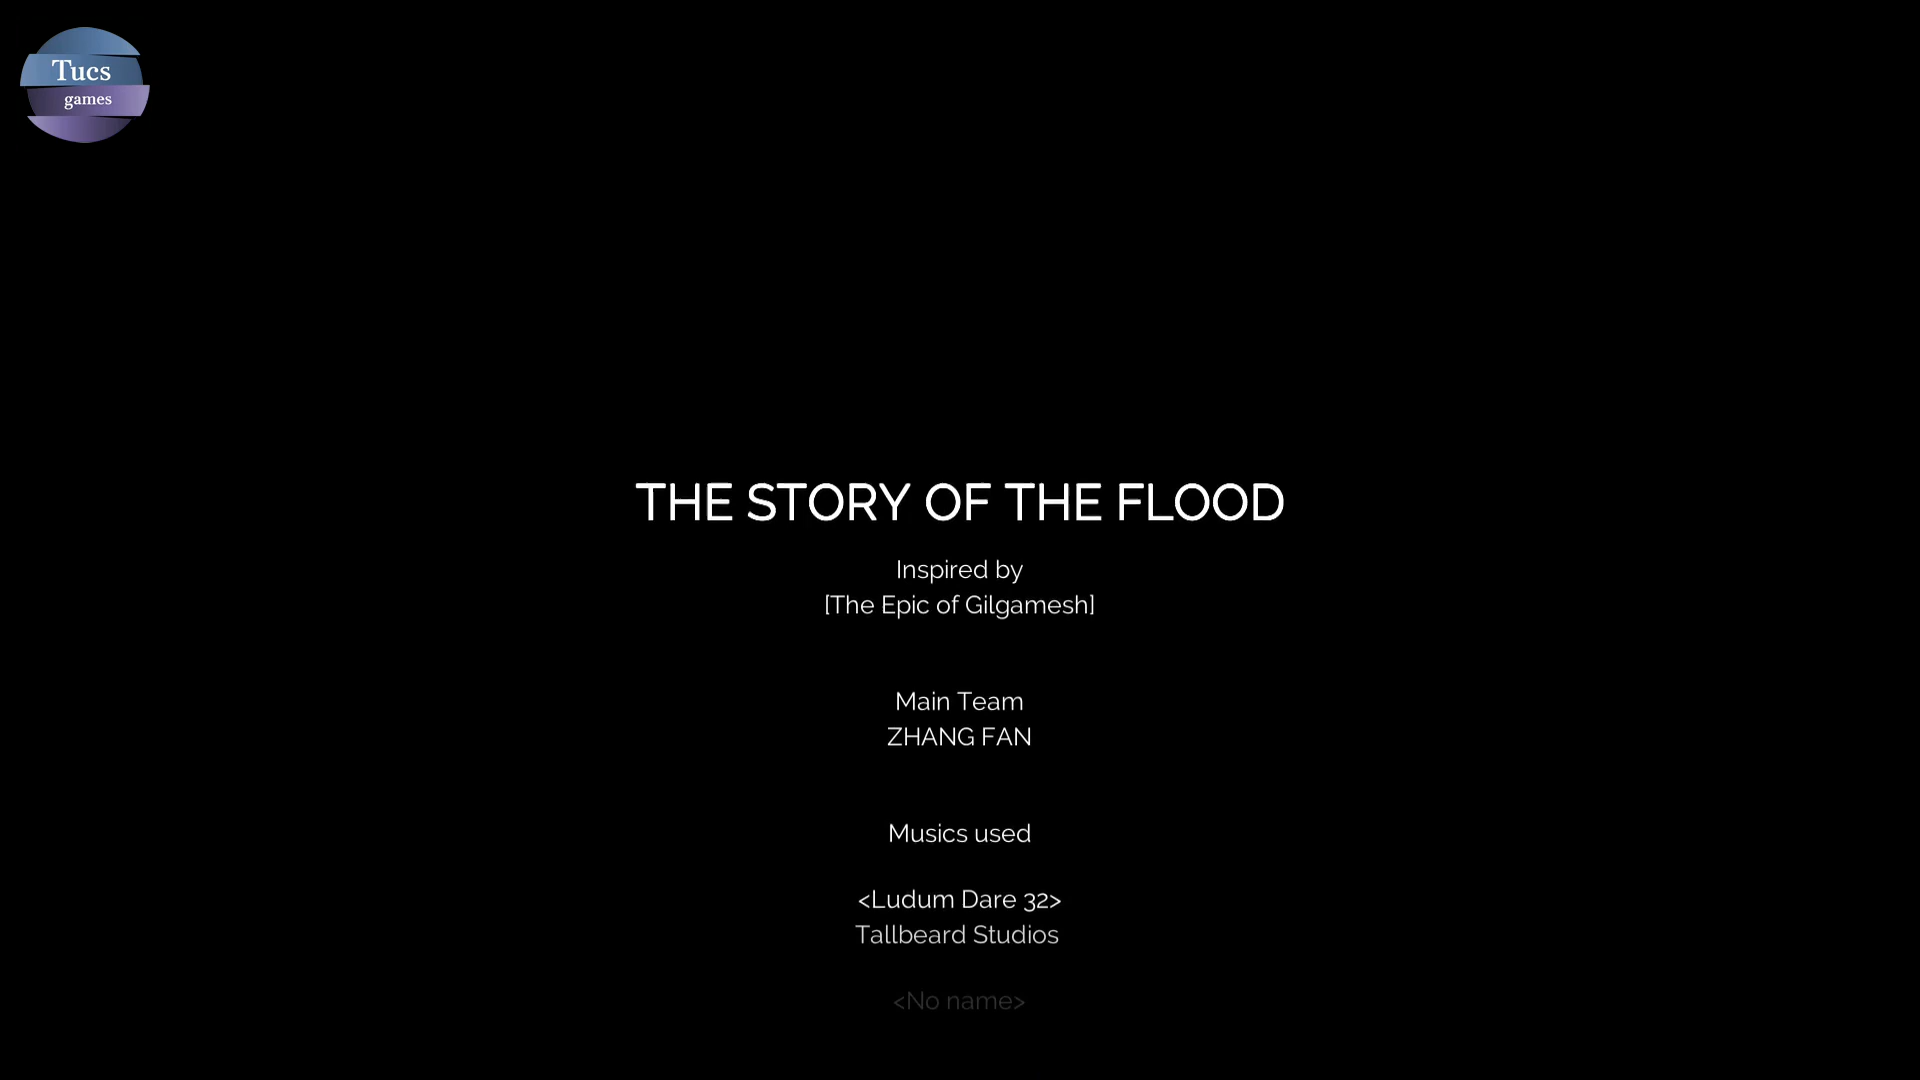 Tucs
games
THE STORY OF THE FLOOD
Inspired by
[The Epic of Gilgamesh]
Main Team
ZHANG FAN
Musics used
<Ludum Dare 32>
Tallbeard Studios
<No name>